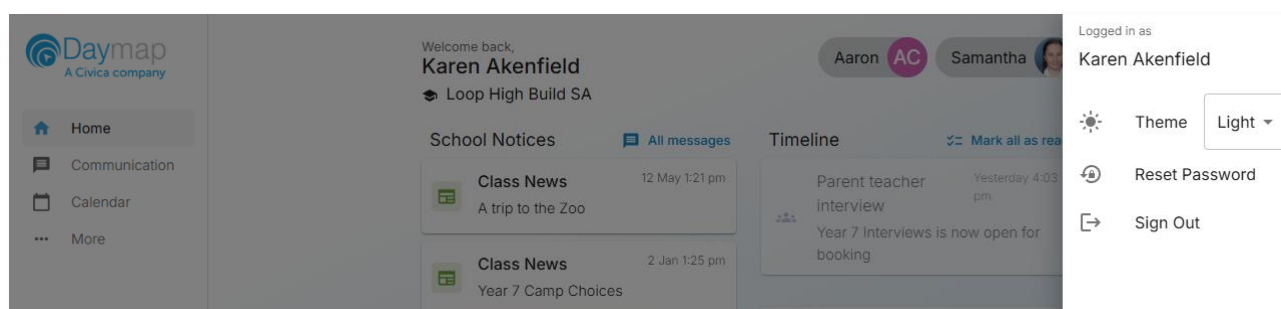 Daymap
A Civica company
Home
Communication
Calendar
More
Welcome back,
Karen Akenfield
Loop High Build SA
Aaron AC Samantha
School Notices All messages
Class News 12 May 1:21 pm
A trip to the Zoo
Class News 2 Jan 1:25 pm
Year 7 Camp Choices
Timeline Mark all as rea
Parent teacher Yesterday 4:03
interview pm
Year 7 Interviews is now open for
booking
Logged in as
Karen Akenfield
Theme Light
Reset Password
Sign Out